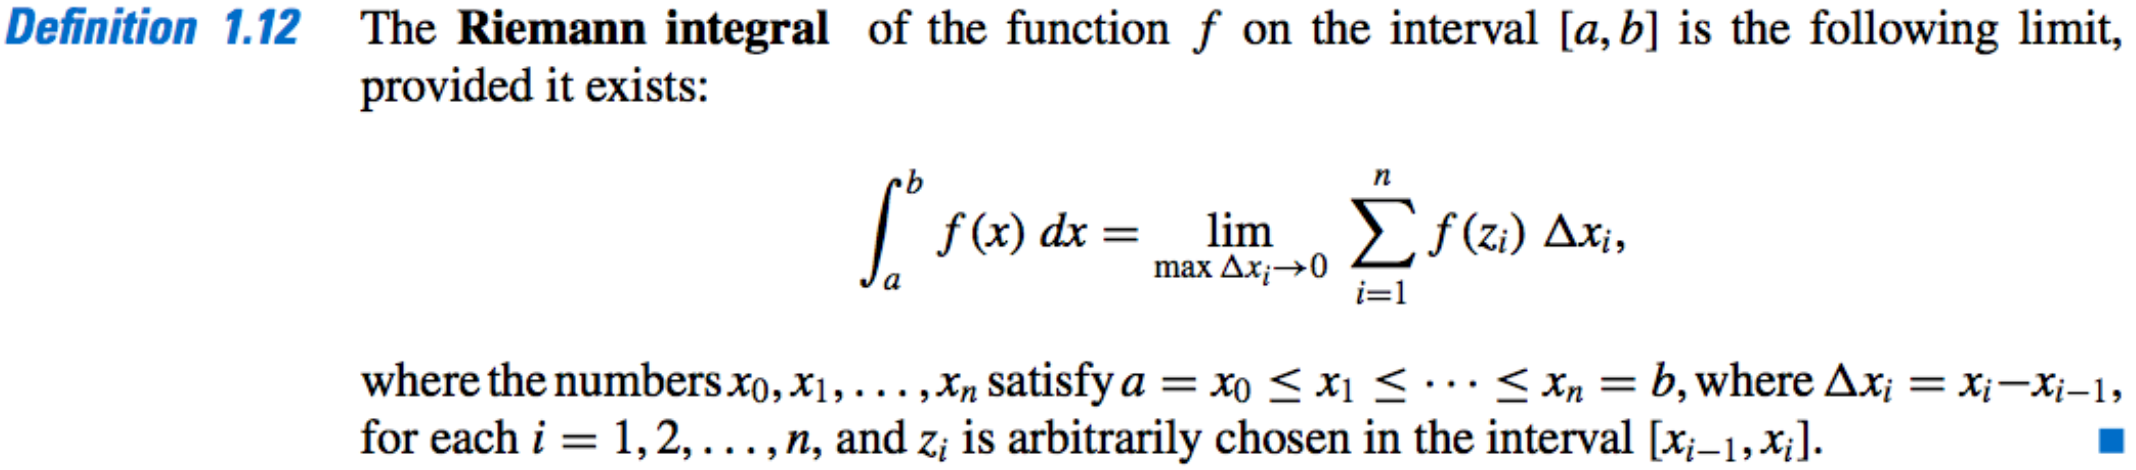 Definition 1.12 The Riemann integral of the function f on the interval [a, b] is the following limit,
provided it exists:
∫_a^b f(x) dx = lim_{max Δx_i→0} ∑_{i=1}^n f(z_i) Δx_i,
where the numbers x_0, x_1, . . . , x_n satisfy a = x_0 ≤ x_1 ≤ · · · ≤ x_n = b, where Δx_i = x_i−x_{i−1},
for each i = 1, 2, . . . , n, and z_i is arbitrarily chosen in the interval [x_{i−1}, x_i]. ■